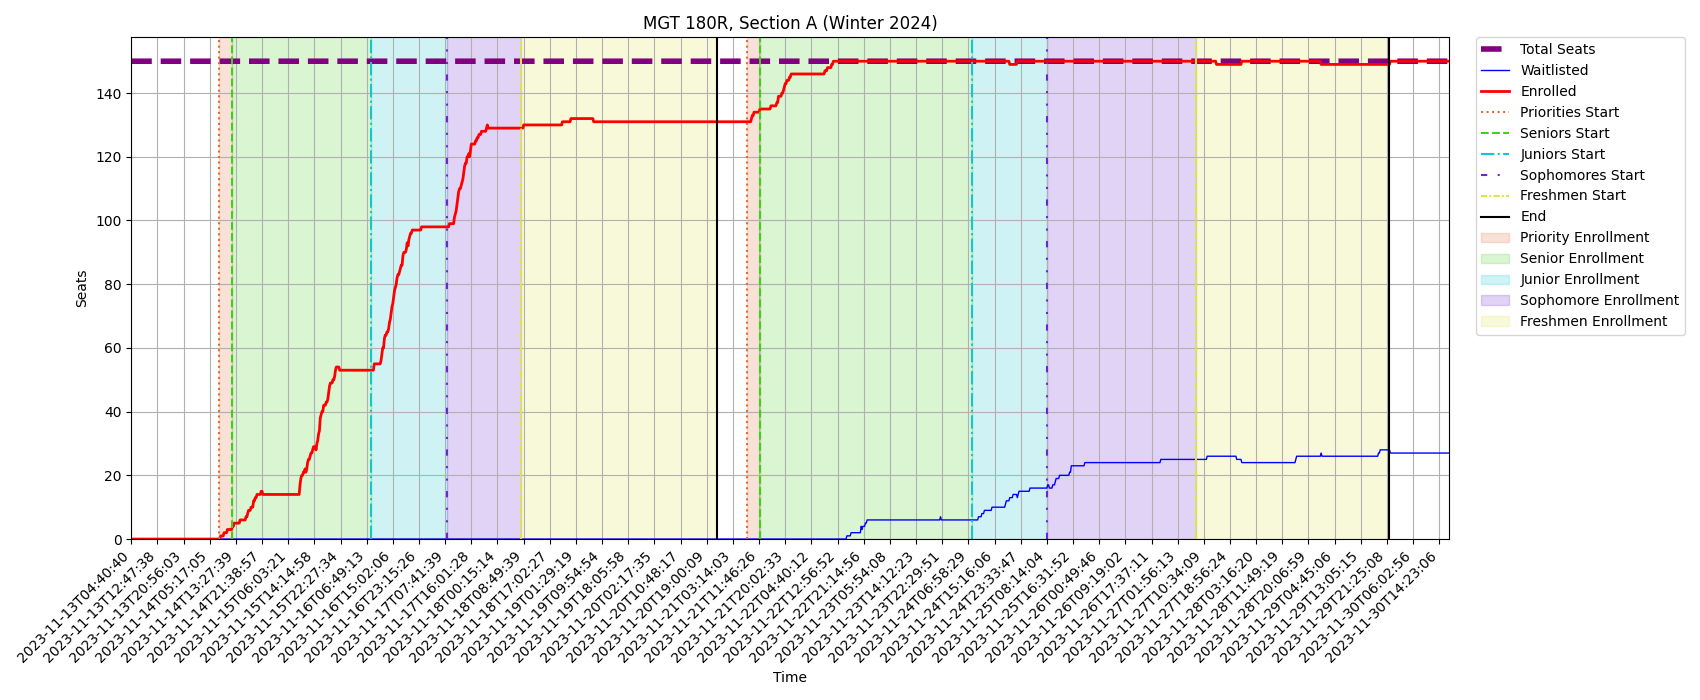 MGT 180R, Section A (Winter 2024)
Seats
0
20
40
60
80
100
120
140
2023-11-13T04:40:40
2023-11-13T12:47:38
2023-11-13T20:56:03
2023-11-14T05:17:05
2023-11-14T13:27:39
2023-11-14T21:38:57
2023-11-15T06:03:21
2023-11-15T14:14:58
2023-11-15T22:27:34
2023-11-16T06:49:13
2023-11-16T15:02:06
2023-11-16T23:15:26
2023-11-17T07:41:39
2023-11-17T16:01:28
2023-11-18T00:15:14
2023-11-18T08:49:39
2023-11-18T17:02:27
2023-11-19T01:29:19
2023-11-19T09:54:54
2023-11-19T18:05:58
2023-11-20T02:17:35
2023-11-20T10:48:17
2023-11-20T19:00:09
2023-11-21T03:14:03
2023-11-21T11:46:26
2023-11-21T20:02:33
2023-11-22T04:40:12
2023-11-22T12:56:52
2023-11-22T21:14:56
2023-11-23T05:54:08
2023-11-23T14:12:23
2023-11-23T22:29:51
2023-11-24T06:58:29
2023-11-24T15:16:06
2023-11-24T23:33:47
2023-11-25T08:14:04
2023-11-25T16:31:52
2023-11-26T00:49:46
2023-11-26T09:19:02
2023-11-26T17:37:11
2023-11-27T01:56:13
2023-11-27T10:34:09
2023-11-27T18:56:24
2023-11-28T03:16:20
2023-11-28T11:49:19
2023-11-28T20:06:59
2023-11-29T04:45:06
2023-11-29T13:05:15
2023-11-29T21:25:08
2023-11-30T06:02:56
2023-11-30T14:23:06
Time
Total Seats
Waitlisted
Enrolled
Priorities Start
Seniors Start
Juniors Start
Sophomores Start
Freshmen Start
End
Priority Enrollment
Senior Enrollment
Junior Enrollment
Sophomore Enrollment
Freshmen Enrollment